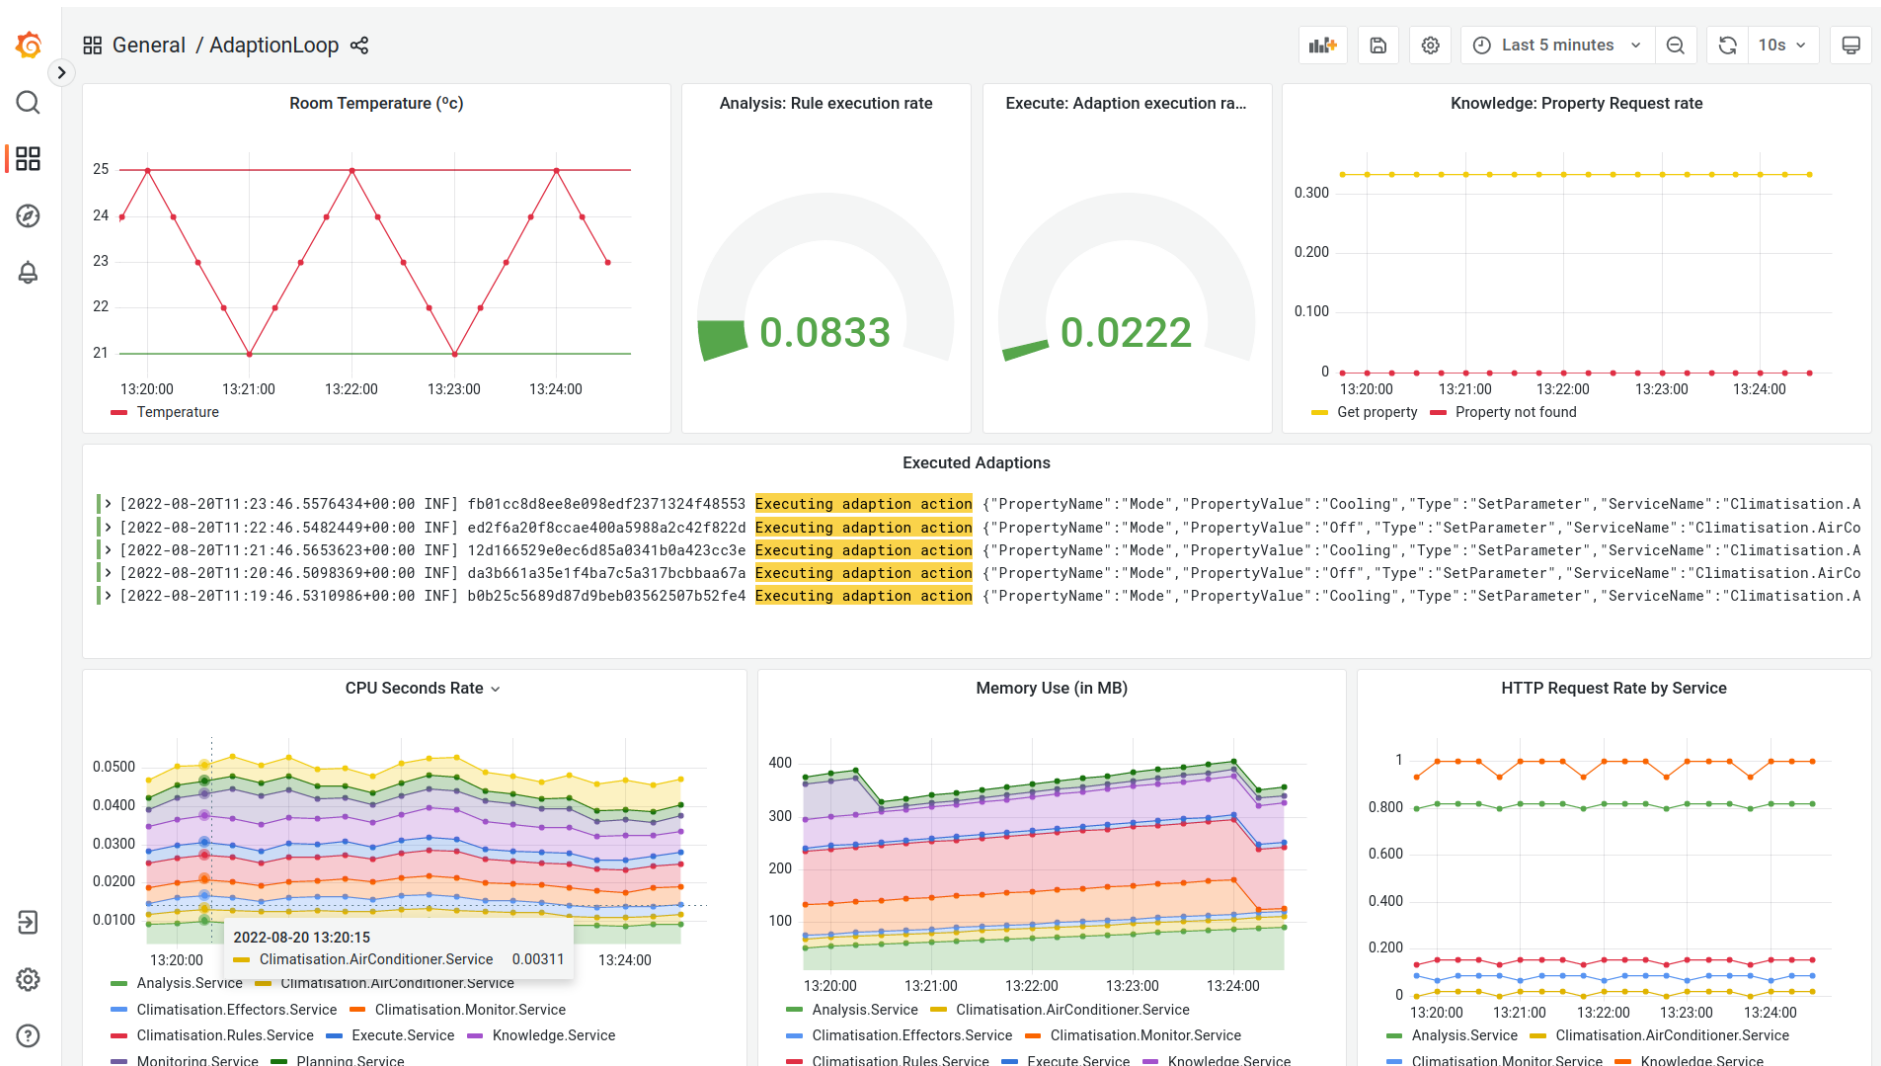 General / AdaptionLoop
Last 5 minutes
10s
Room Temperature (ºc)
25
24
23
22
21
13:20:00 13:21:00 13:22:00 13:23:00 13:24:00
Temperature
Analysis: Rule execution rate
0.0833
Execute: Adaption execution ra...
0.0222
Knowledge: Property Request rate
0.300
0.200
0.100
0
13:20:00 13:21:00 13:22:00 13:23:00 13:24:00
Get property Property not found
Executed Adaptions
[2022-08-20T11:23:46.5576434+00:00 INF] fb01cc8d8ee8e098edf2371324f48553 Executing adaption action {"PropertyName":"Mode","PropertyValue":"Cooling","Type":"SetParameter","ServiceName":"Climatisation.A
[2022-08-20T11:22:46.5482449+00:00 INF] ed2f6a20f8ccae400a5988a2c42f822d Executing adaption action {"PropertyName":"Mode","PropertyValue":"Off","Type":"SetParameter","ServiceName":"Climatisation.AirCo
[2022-08-20T11:21:46.5653623+00:00 INF] 12d166529e0ec6d85a0341b0a423cc3e Executing adaption action {"PropertyName":"Mode","PropertyValue":"Cooling","Type":"SetParameter","ServiceName":"Climatisation.A
[2022-08-20T11:20:46.5098369+00:00 INF] da3b661a35e1f4ba7c5a317bcbbaa67a Executing adaption action {"PropertyName":"Mode","PropertyValue":"Off","Type":"SetParameter","ServiceName":"Climatisation.AirCo
[2022-08-20T11:19:46.5310986+00:00 INF] b0b25c5689d87d9beb03562507b52fe4 Executing adaption action {"PropertyName":"Mode","PropertyValue":"Cooling","Type":"SetParameter","ServiceName":"Climatisation.A
CPU Seconds Rate
0.0500
0.0400
0.0300
0.0200
0.0100
2022-08-20 13:20:15
Climatisation.AirConditioner.Service 0.00311
13:20:00 13:24:00
Analysis.Service Climatisation.AirConditioner.Service
Climatisation.Effectors.Service Climatisation.Monitor.Service
Climatisation.Rules.Service Execute.Service Knowledge.Service
Monitoring.Service Planning.Service
Memory Use (in MB)
400
300
200
100
13:20:00 13:21:00 13:22:00 13:23:00 13:24:00
Analysis.Service Climatisation.AirConditioner.Service
Climatisation.Effectors.Service Climatisation.Monitor.Service
Climatisation.Rules.Service Execute.Service Knowledge.Service
HTTP Request Rate by Service
1
0.800
0.600
0.400
0.200
0
13:20:00 13:21:00 13:22:00 13:23:00 13:24:00
Analysis.Service Climatisation.AirConditioner.Service
Climatisation.Monitor.Service Knowledge.Service